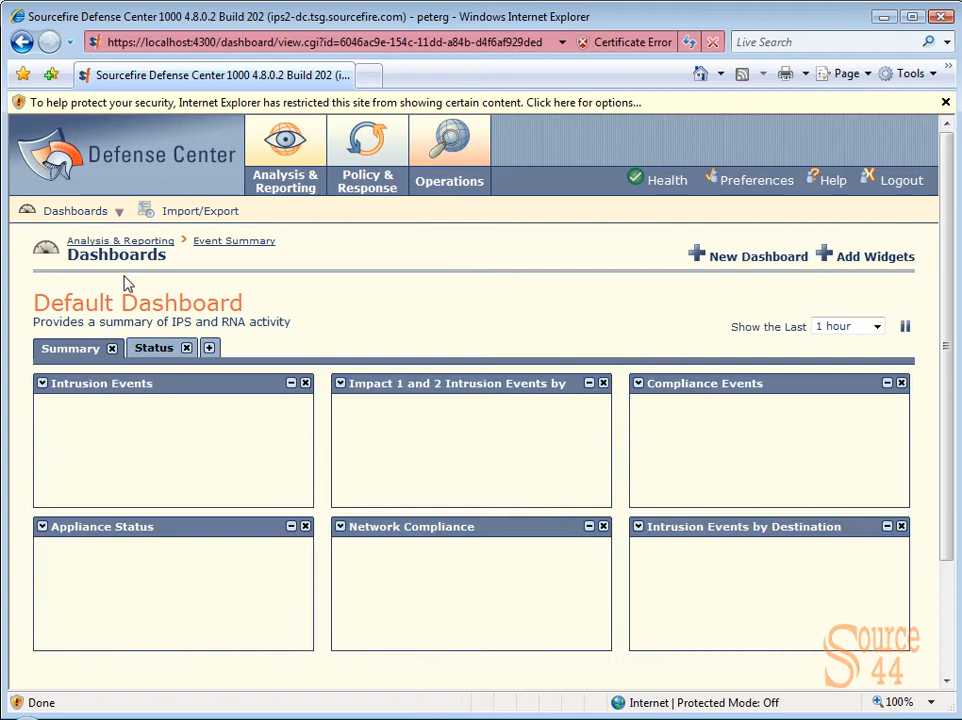 Sourcefire Defense Center 1000 4.8.0.2 Build 202 (ips2-dc.tsg.sourcefire.com) - peterg - Windows Internet Explorer
https://localhost:4300/dashboard/view.cgi?id=6046ac9e-154c-11dd-a84b-d4f6af929ded
Certificate Error
Live Search
Sourcefire Defense Center 1000 4.8.0.2 Build 202 (i...
Page
Tools
To help protect your security, Internet Explorer has restricted this site from showing certain content. Click here for options...
Defense Center
Analysis &
Reporting
Policy &
Response
Operations
Health
Preferences
Help
Logout
Dashboards
Import/Export
Analysis & Reporting > Event Summary
Dashboards
New Dashboard
Add Widgets
Default Dashboard
Provides a summary of IPS and RNA activity
Show the Last 1 hour
Summary
Status
Intrusion Events
Impact 1 and 2 Intrusion Events by
Compliance Events
Appliance Status
Network Compliance
Intrusion Events by Destination
Source
44
Done
Internet | Protected Mode: Off
100%